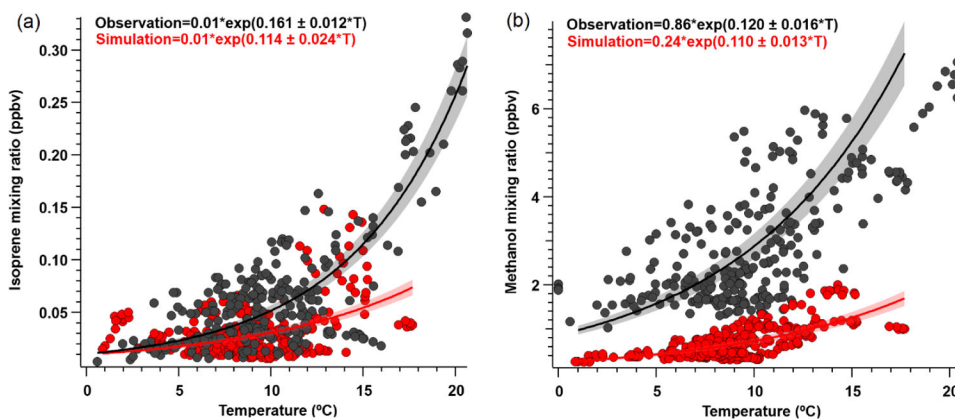 (a)
Observation=0.01*exp(0.161 ± 0.012*T)
Simulation=0.01*exp(0.114 ± 0.024*T)
Isoprene mixing ratio (ppbv)
0.30
0.25
0.20
0.15
0.10
0.05
0 5 10 15 20
Temperature (ºC)
(b)
Observation=0.86*exp(0.120 ± 0.016*T)
Simulation=0.24*exp(0.110 ± 0.013*T)
Methanol mixing ratio (ppbv)
6
4
2
0 5 10 15 20
Temperature (ºC)